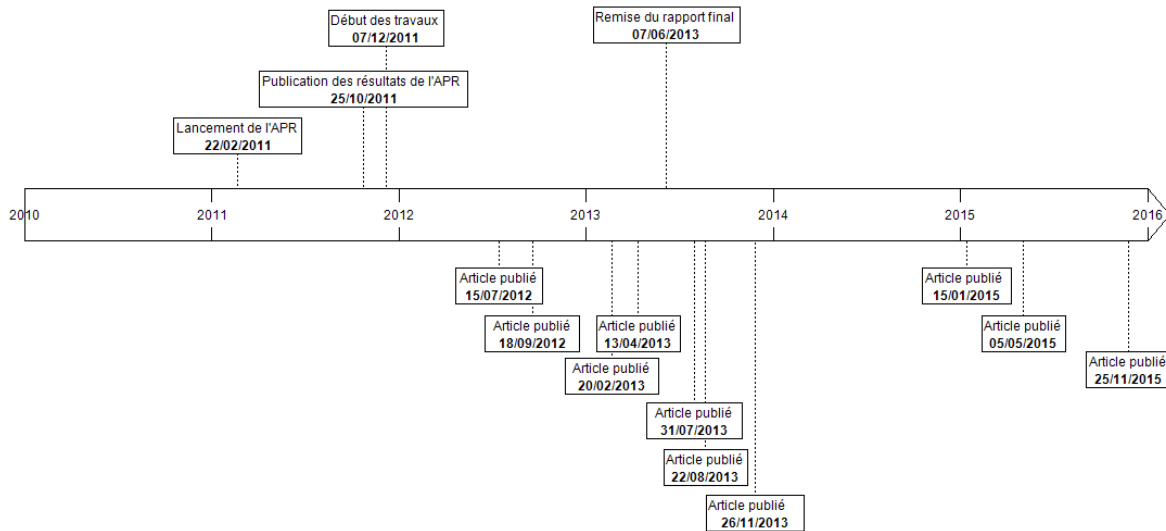 Début des travaux
07/12/2011
Remise du rapport final
07/06/2013
Publication des résultats de l'APR
25/10/2011
Lancement de l'APR
22/02/2011
2010
2011
2012
2013
2014
2015
2016
Article publié
15/07/2012
Article publié
15/01/2015
Article publié
18/09/2012
Article publié
13/04/2013
Article publié
05/05/2015
Article publié
20/02/2013
Article publié
25/11/2015
Article publié
31/07/2013
Article publié
22/08/2013
Article publié
26/11/2013